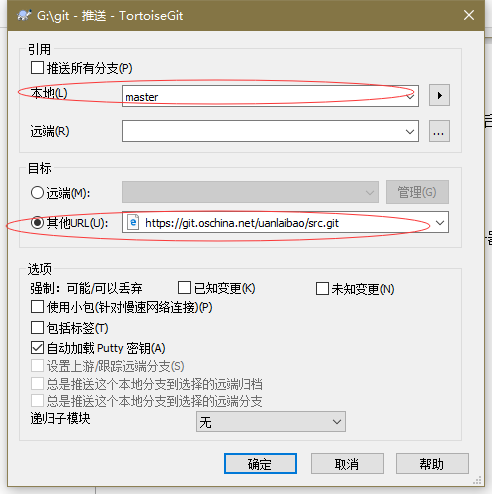 G:\git - 推送 - TortoiseGit
引用
推送所有分支(P)
本地(L) master
远端(R) ...
目标
远端(M): 管理(G)
其他URL(U): https://git.oschina.net/uanlaibao/src.git
选项
强制：可能/可以丢弃 已知变更(K) 未知变更(N)
使用小包(针对慢速网络连接)(P)
包括标签(T)
自动加载 Putty 密钥(A)
设置上游/跟踪远端分支(S)
总是推送这个本地分支到选择的远端归档
总是推送这个本地分支到选择的远端分支
递归子模块 无
确定 取消 帮助